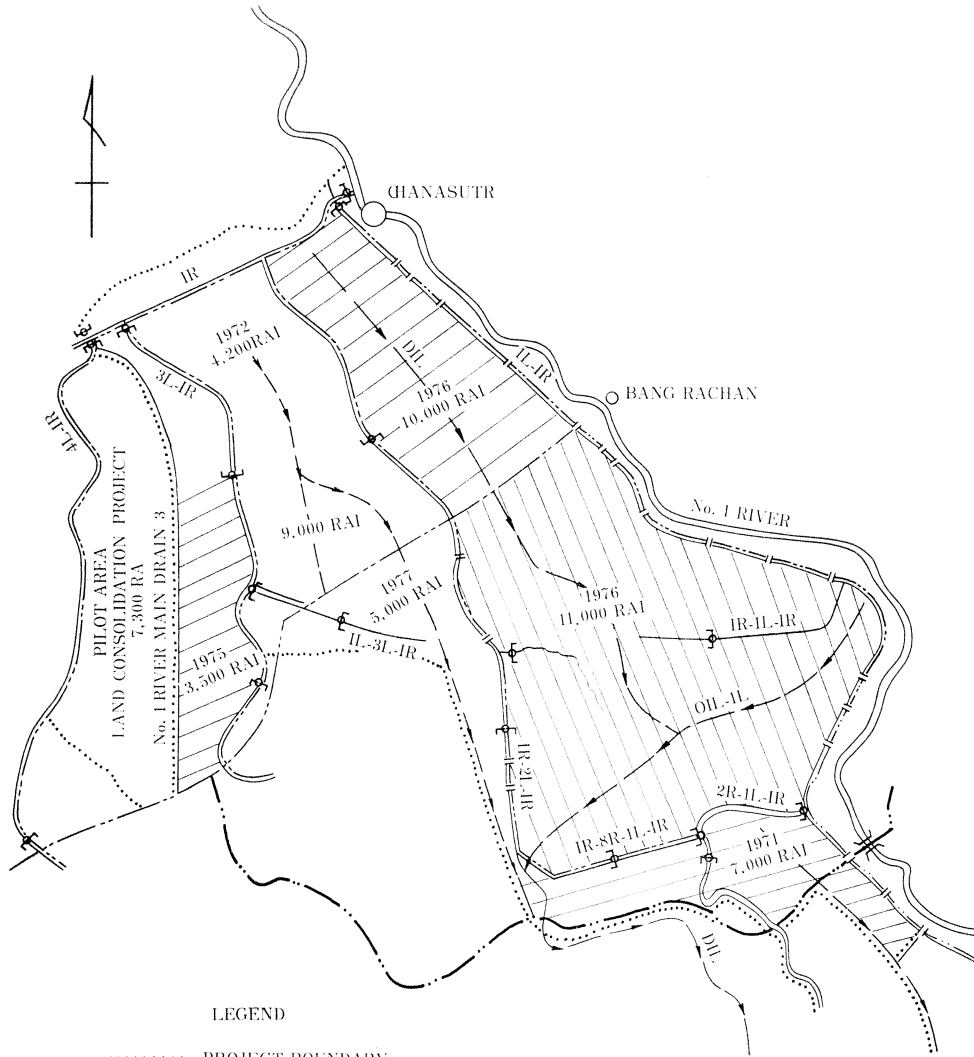 CHANASUTR
IR
1972
4,200 RAI
3L-IR
DIL
1L-IR
1976
10,000 RAI
BANG RACHAN
4L-IR
PILOT AREA
LAND CONSOLIDATION PROJECT
7,300 RA
No. 1 RIVER MAIN DRAIN 3
9,000 RAI
No. 1 RIVER
1977
5,000 RAI
1976
11,000 RAI
IR-1L-IR
1L-3L-IR
1975
3,500 RAI
OIL-1L
IR-2L-IR
2R-1L-IR
IR-8R-1L-IR
1971
7,000 RAI
DIL
LEGEND
PROJECT BOUNDARY